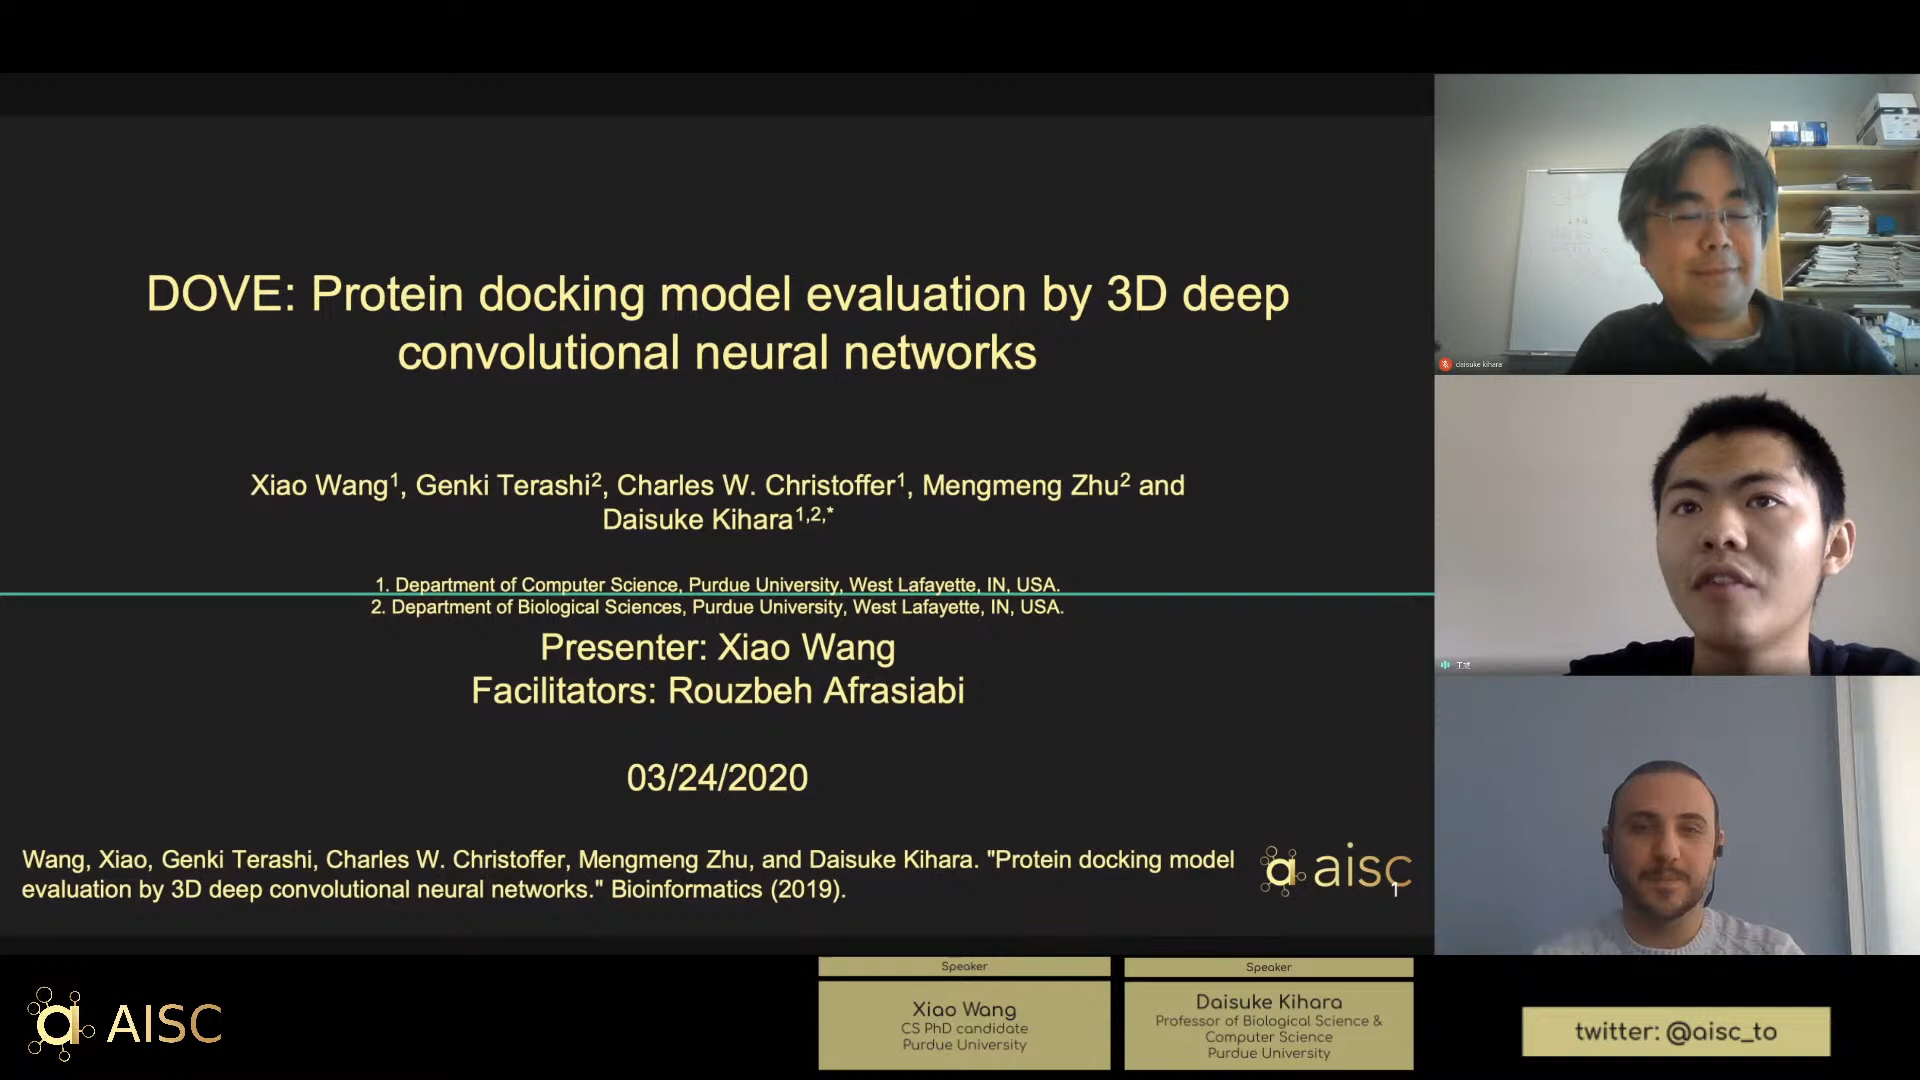 DOVE: Protein docking model evaluation by 3D deep
convolutional neural networks
Xiao Wang¹, Genki Terashi², Charles W. Christoffer¹, Mengmeng Zhu² and
Daisuke Kihara¹,²,*
1. Department of Computer Science, Purdue University, West Lafayette, IN, USA.
2. Department of Biological Sciences, Purdue University, West Lafayette, IN, USA.
Presenter: Xiao Wang
Facilitators: Rouzbeh Afrasiabi
03/24/2020
Wang, Xiao, Genki Terashi, Charles W. Christoffer, Mengmeng Zhu, and Daisuke Kihara. "Protein docking model
evaluation by 3D deep convolutional neural networks." Bioinformatics (2019).
a aisc
1
daisuke kihara
a AISC
Speaker
Xiao Wang
CS PhD candidate
Purdue University
Speaker
Daisuke Kihara
Professor of Biological Science &
Computer Science
Purdue University
twitter: @aisc_to